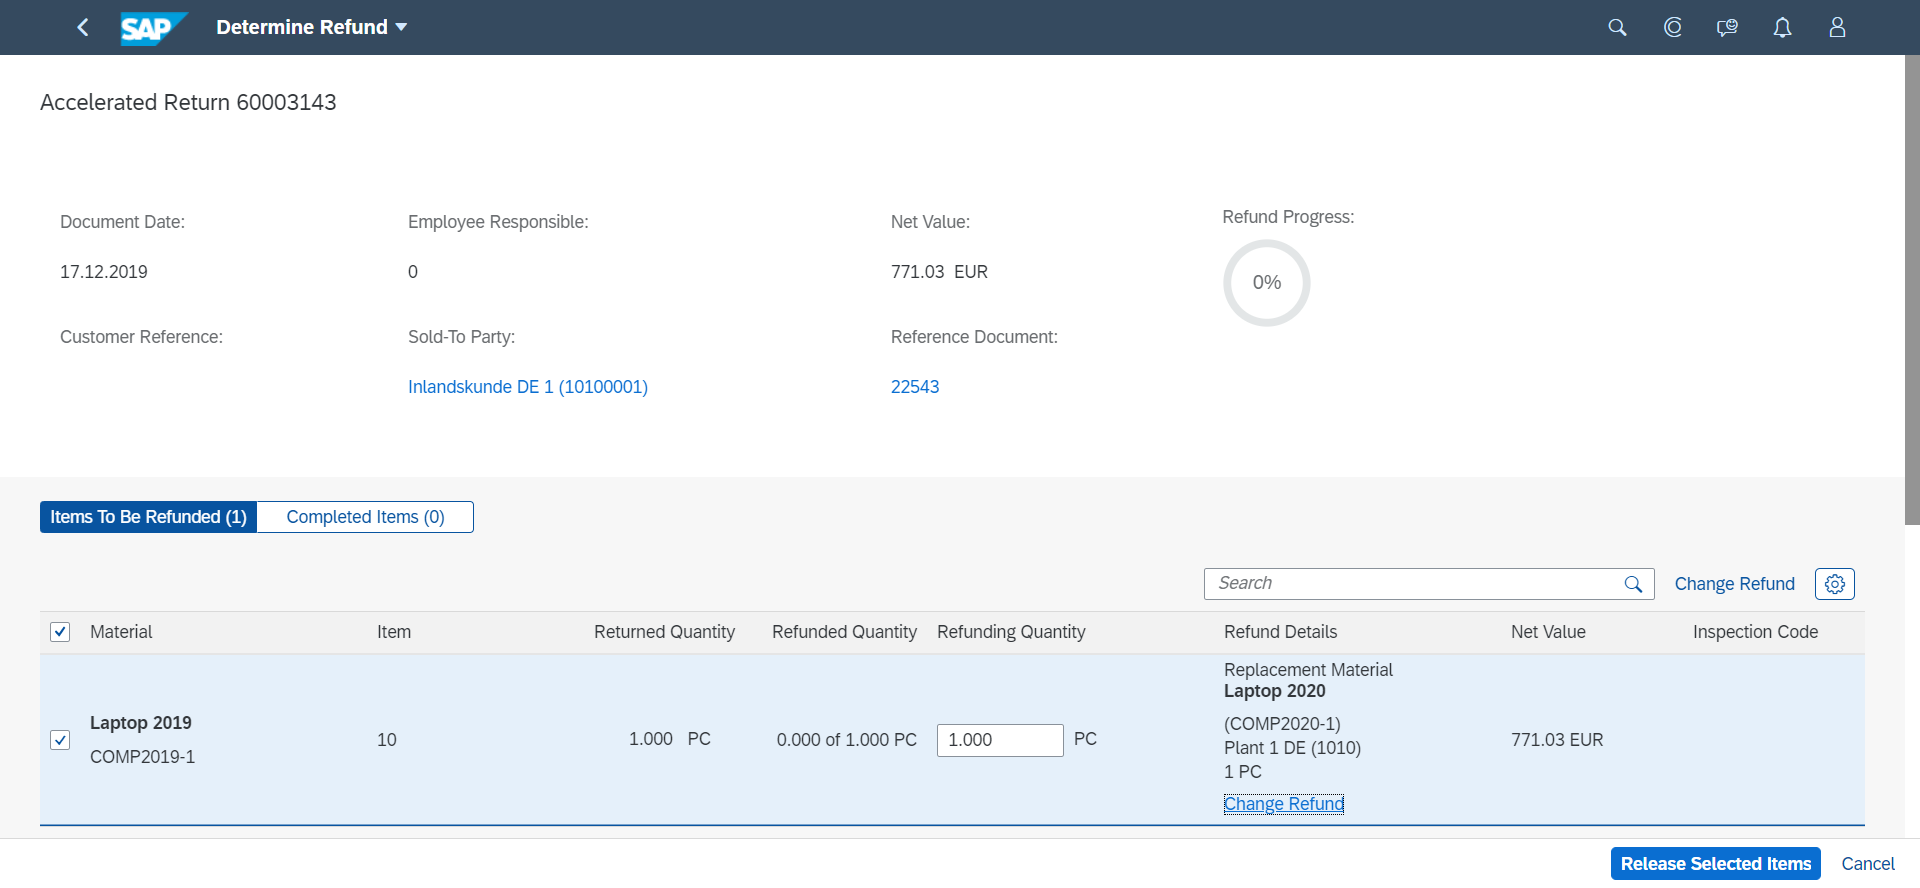 SAP Determine Refund
Accelerated Return 60003143
Document Date: Employee Responsible: Net Value: Refund Progress:
17.12.2019 0 771.03 EUR 0%
Customer Reference: Sold-To Party: Reference Document:
Inlandskunde DE 1 (10100001) 22543
Items To Be Refunded (1) Completed Items (0)
Search Change Refund
Material Item Returned Quantity Refunded Quantity Refunding Quantity Refund Details Net Value Inspection Code
Replacement Material
Laptop 2020
Laptop 2019 (COMP2020-1)
10 1.000 PC 0.000 of 1.000 PC 1.000 PC Plant 1 DE (1010) 771.03 EUR
COMP2019-1 1 PC
Change Refund
Release Selected Items Cancel